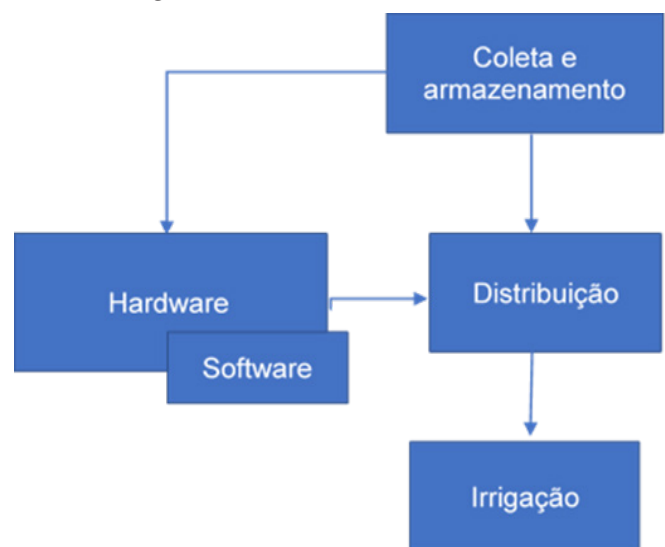 Coleta e
armazenamento
Hardware
Software
Distribuição
Irrigação